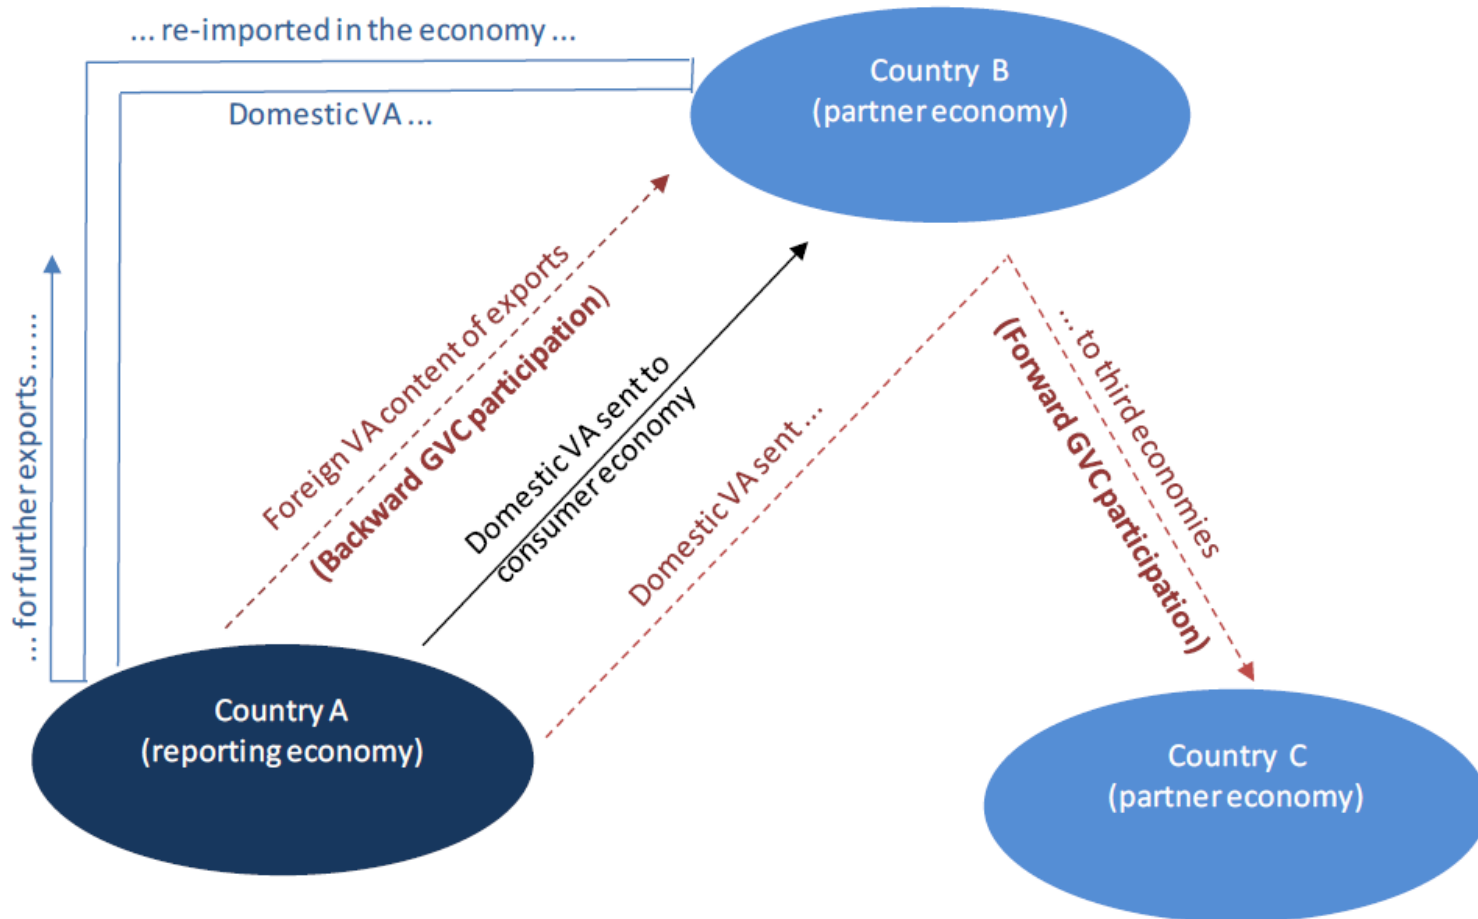 ... re-imported in the economy ...
Domestic VA ...
Country B
(partner economy)
... for further exports ... ...
Foreign VA content of exports
(Backward GVC participation)
Domestic VA sent to
consumer economy
Domestic VA sent ...
... to third economies
(Forward GVC participation)
Country A
(reporting economy)
Country C
(partner economy)